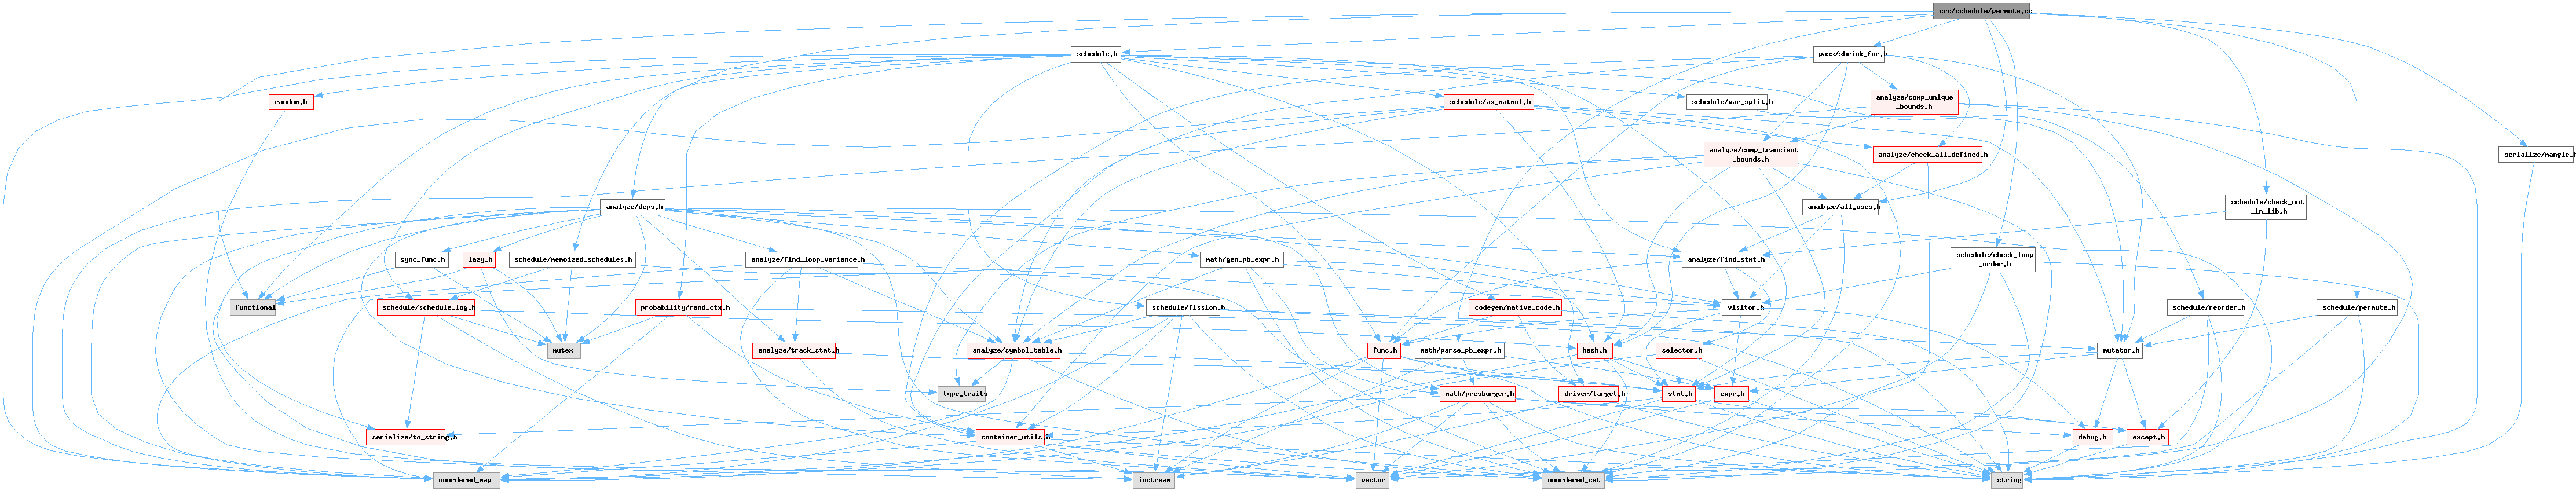 src/schedule/permute.cc
schedule.h
pass/shrink_for.h
random.h
schedule/as_matmul.h
schedule/var_split.h
analyze/comp_unique
_bounds.h
analyze/comp_transient
_bounds.h
analyze/check_all_defined.h
serialize/mangle.h
analyze/deps.h
analyze/all_uses.h
schedule/check_not
_in_lib.h
sync_func.h
lazy.h
schedule/memoized_schedules.h
analyze/find_loop_variance.h
math/gen_pb_expr.h
analyze/find_stmt.h
schedule/check_loop
_order.h
functional
schedule/schedule_log.h
probability/rand_ctx.h
schedule/fission.h
codegen/native_code.h
visitor.h
schedule/reorder.h
schedule/permute.h
mutex
analyze/track_stmt.h
analyze/symbol_table.h
func.h
math/parse_pb_expr.h
hash.h
selector.h
mutator.h
type_traits
math/presburger.h
driver/target.h
stmt.h
expr.h
serialize/to_string.h
container_utils.h
debug.h
except.h
unordered_map
iostream
vector
unordered_set
string